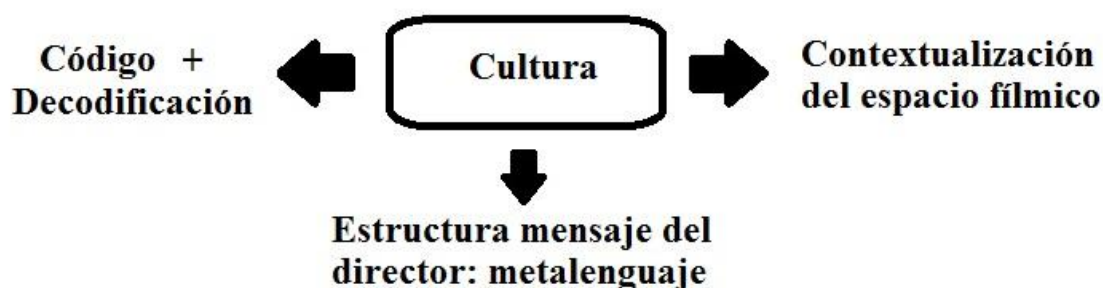 Código +
Decodificación
Cultura
Contextualización
del espacio fílmico
Estructura mensaje del
director: metalenguaje